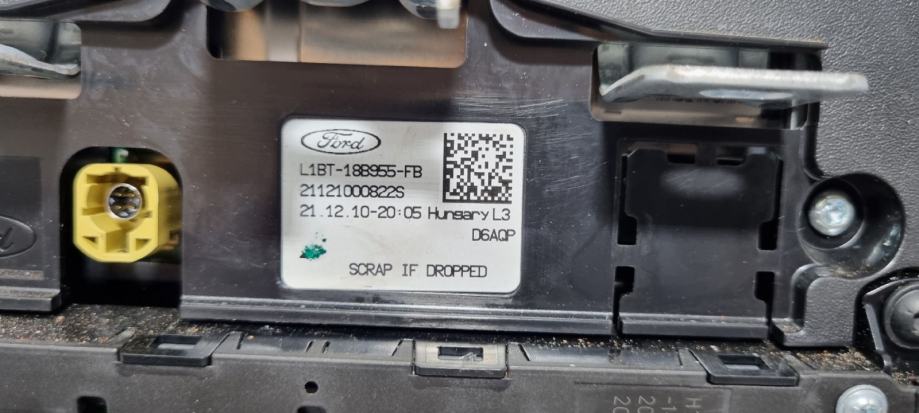 Ford
L1BT-18B955-FB
21121000822S
21.12.10-20:05 Hungary L3
D6AQP
SCRAP IF DROPPED